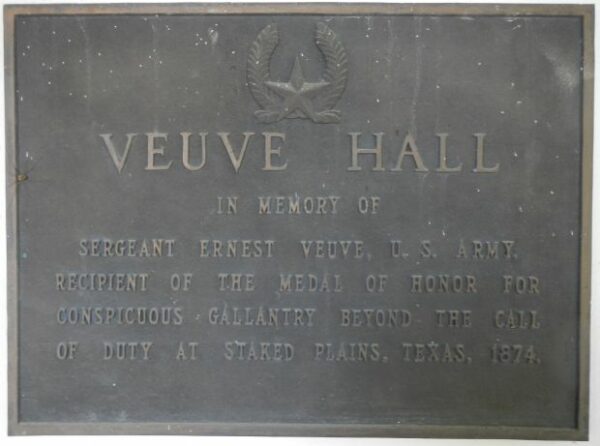 VEUVE HALL
IN MEMORY OF
SERGEANT ERNEST VEUVE, U. S. ARMY,
RECIPIENT OF THE MEDAL OF HONOR FOR
CONSPICUOUS GALLANTRY BEYOND THE CALL
OF DUTY AT STAKED PLAINS, TEXAS, 1874.